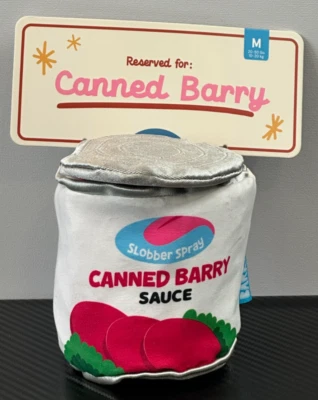 M
Reserved for:
Canned Barry
SLOBBER SPRAY
CANNED BARRY
SAUCE